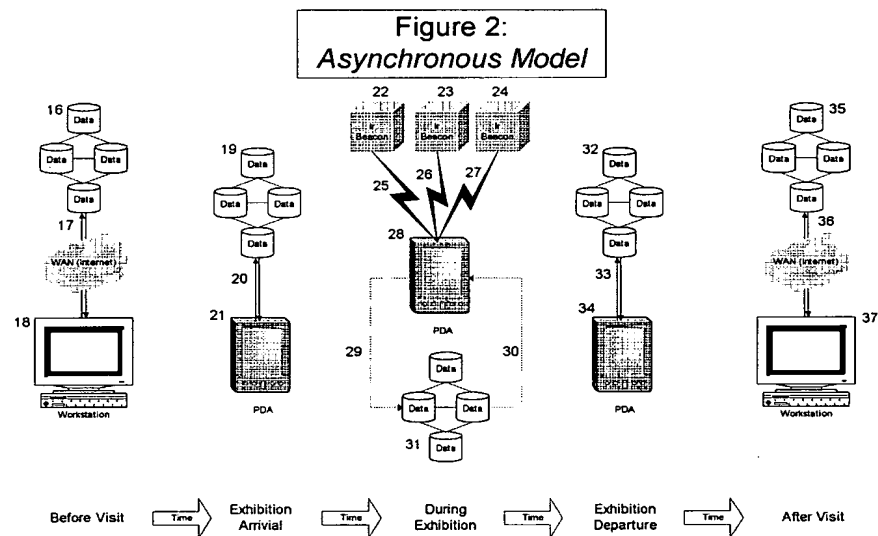 Figure 2:
Asynchronous Model
22 23 24
Ir Beacon
Ir Beacon
Ir Beacon
25 26 27
16
Data
Data Data
Data
17
WAN (Internet)
18
Workstation
19
Data
Data Data
Data
20
21
PDA
28
PDA
29 30
Data
Data Data
31 Data
32
Data
Data Data
Data
33
34
PDA
35
Data
Data Data
Data
36
WAN (Internet)
37
Workstation
Before Visit Time Exhibition Arrivial Time During Exhibition Time Exhibition Departure Time After Visit